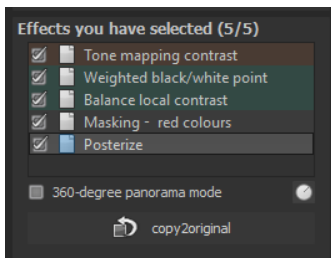 Effects you have selected (5/5)
Tone mapping contrast
Weighted black/white point
Balance local contrast
Masking - red colours
Posterize
360-degree panorama mode
copy2original